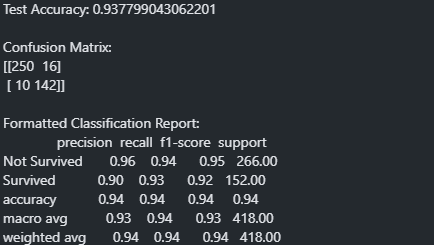 Test Accuracy: 0.937799043062201
Confusion Matrix:
[[250 16]
[ 10 142]]
Formatted Classification Report:
precision recall f1-score support
Not Survived 0.96 0.94 0.95 266.00
Survived 0.90 0.93 0.92 152.00
accuracy 0.94 0.94 0.94 0.94
macro avg 0.93 0.94 0.93 418.00
weighted avg 0.94 0.94 0.94 418.00